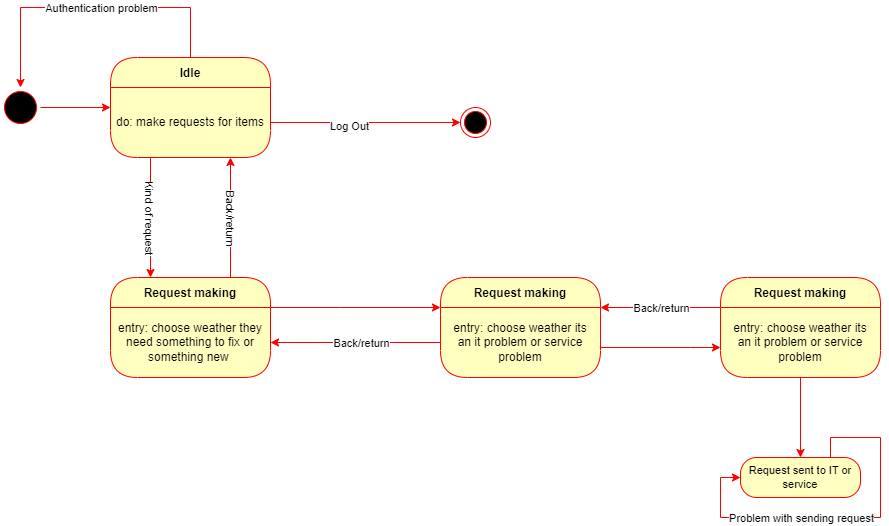 Authentication problem
Idle
do: make requests for items
Log Out
Kind of request
Back/return
Request making
entry: choose weather they
need something to fix or
something new
Back/return
Request making
entry: choose weather its
an it problem or service
problem
Back/return
Request making
entry: choose weather its
an it problem or service
problem
Request sent to IT or
service
Problem with sending request